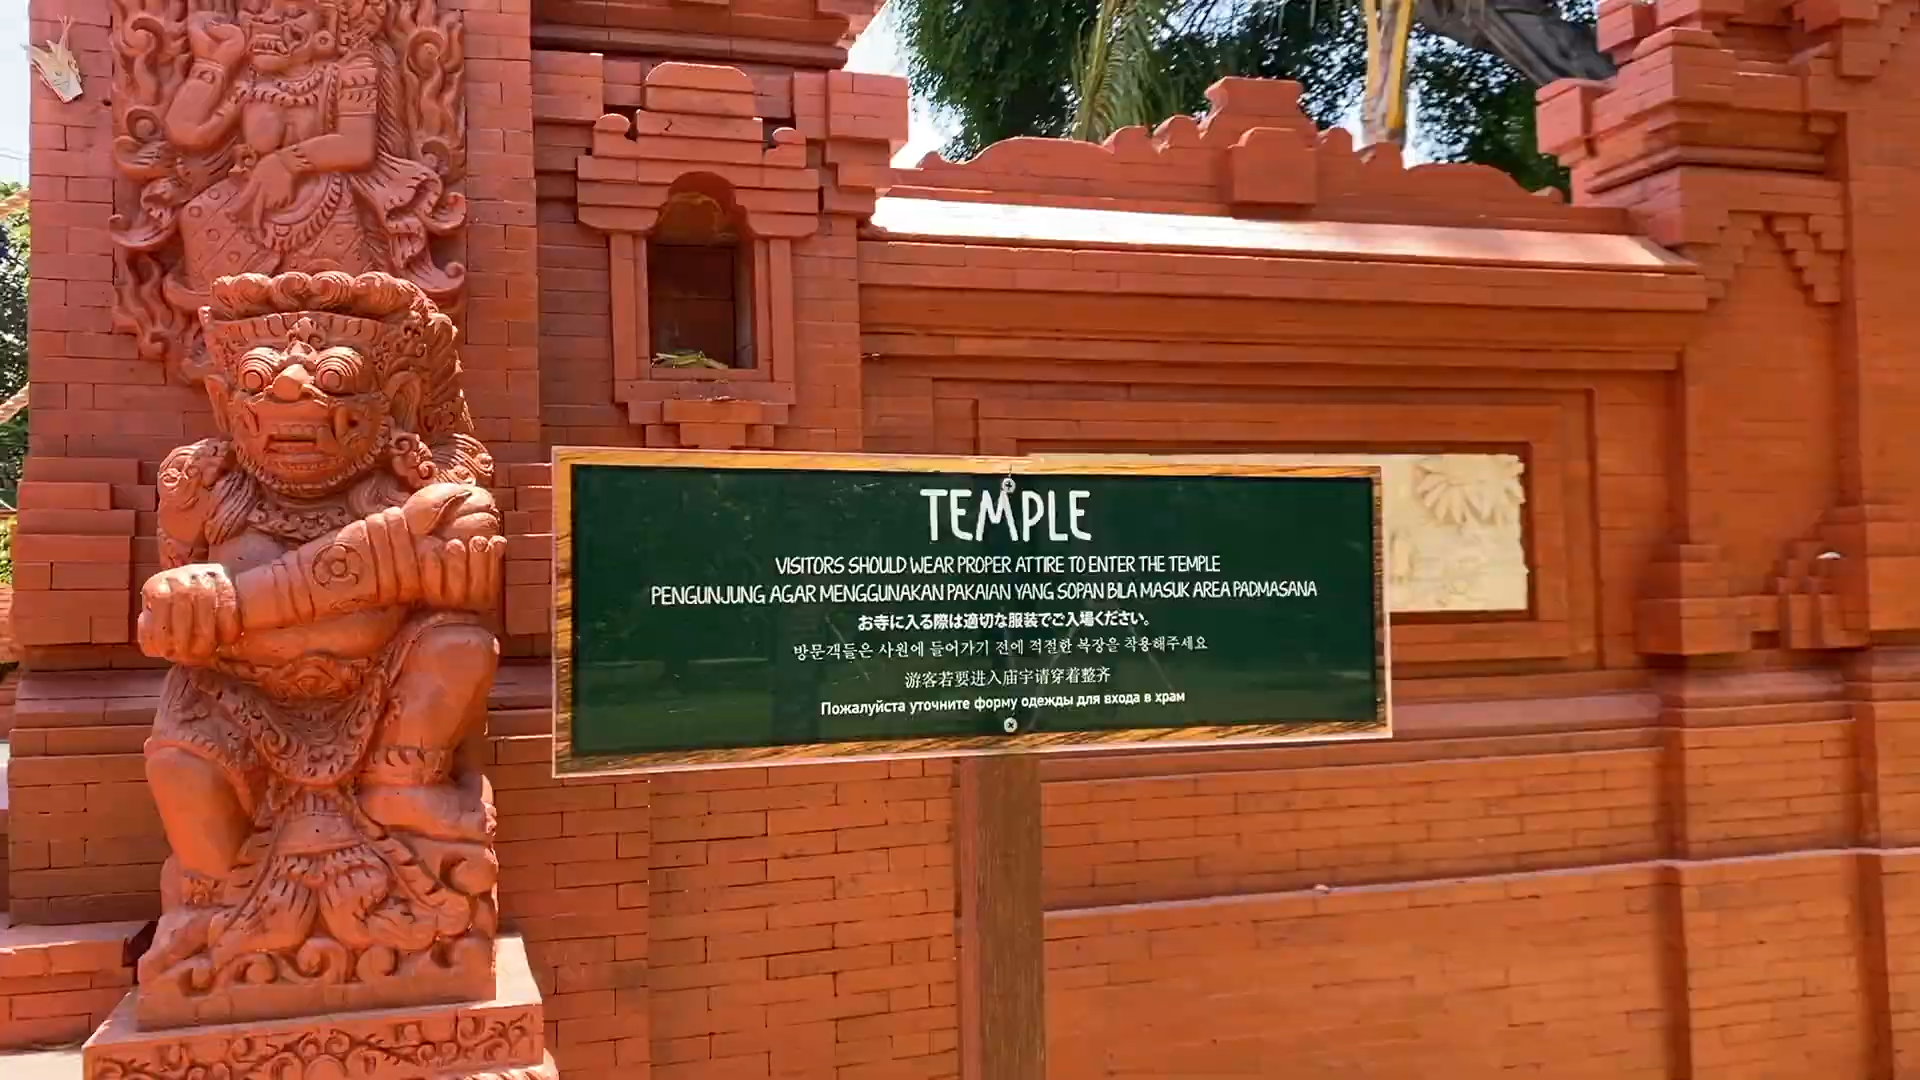 TEMPLE
VISITORS SHOULD WEAR PROPER ATTIRE TO ENTER THE TEMPLE
PENGUNJUNG AGAR MENGGUNAKAN PAKAIAN YANG SOPAN BILA MASUK AREA PADMASANA
お寺に入る際は適切な服装でご入場ください。
방문객들은 사원에 들어가기 전에 적절한 복장을 착용해주세요
游客若要进入庙宇请穿着整齐
Пожалуйста уточните форму одежды для входа в храм